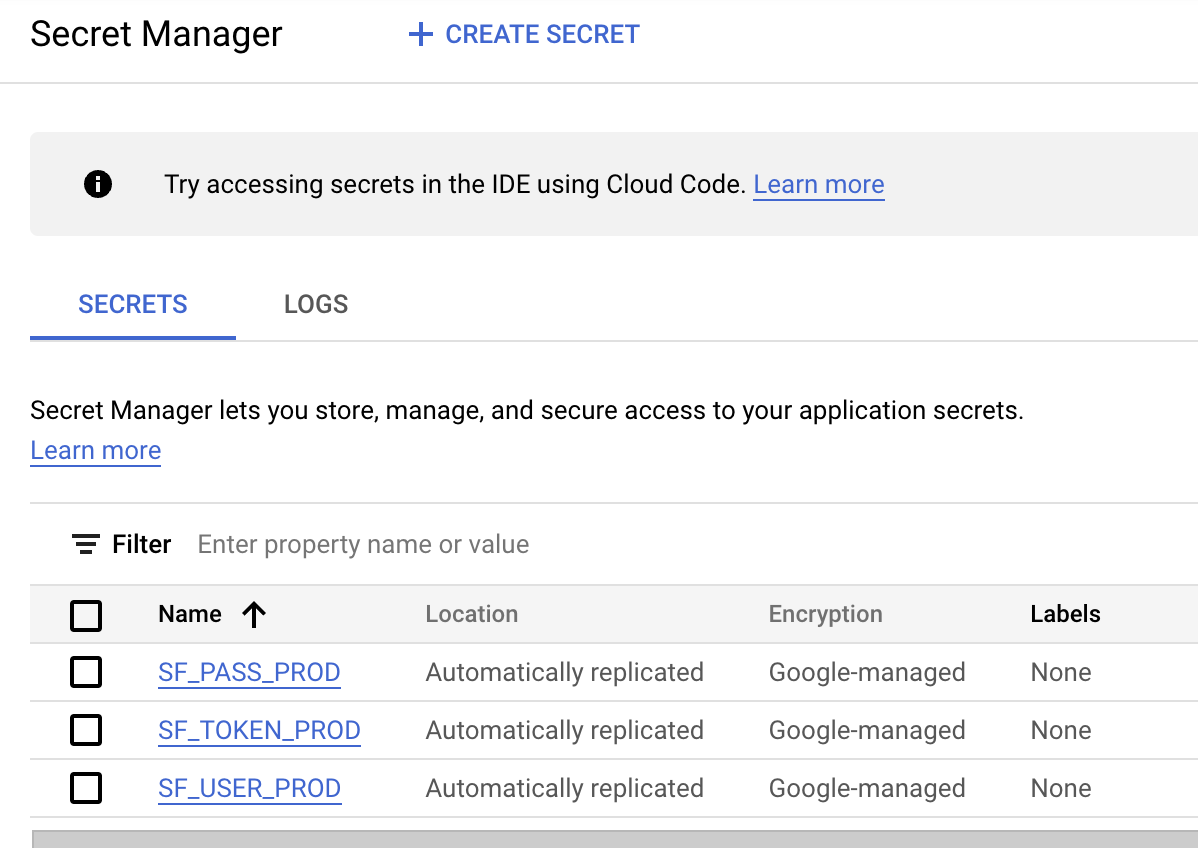 Secret Manager
CREATE SECRET
Try accessing secrets in the IDE using Cloud Code. Learn more
SECRETS
LOGS
Secret Manager lets you store, manage, and secure access to your application secrets.
Learn more
Filter
Enter property name or value
Name Location Encryption Labels
SF_PASS_PROD Automatically replicated Google-managed None
SF_TOKEN_PROD Automatically replicated Google-managed None
SF_USER_PROD Automatically replicated Google-managed None